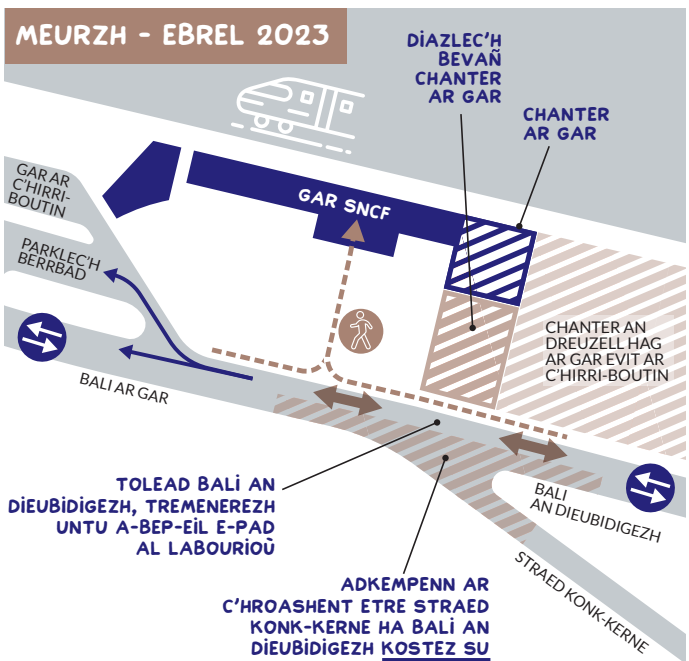 MEURZH - EBREL 2023
DIAZLEC'H
BEVAÑ
CHANTER
AR GAR
CHANTER
AR GAR
GAR AR
C'HIRRI-
BOUTIN
GAR SNCF
PARKLEC'H
BERRBAD
CHANTER AN
DREUZELL HAG
AR GAR EVIT AR
C'HIRRI-BOUTIN
BALI AR GAR
TOLEAD BALI AN
DIEUBIDIGEZH, TREMENEREZH
UNTU A-BEP-EIL E-PAD
AL LABOURIOÙ
BALI
AN DIEUBIDIGEZH
STRAED KONK-KERNE
ADKEMPENN AR
C'HROASHENT ETRE STRAED
KONK-KERNE HA BALI AN
DIEUBIDIGEZH KOSTEZ SU